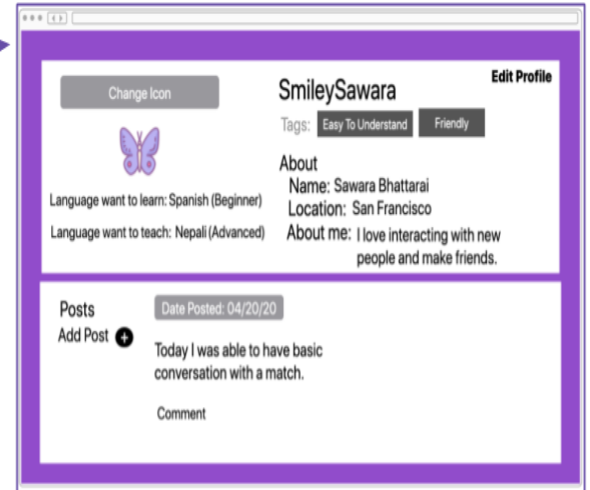 Change Icon
Language want to learn: Spanish (Beginner)
Language want to teach: Nepali (Advanced)
SmileySawara
Edit Profile
Tags: Easy To Understand Friendly
About
Name: Sawara Bhattarai
Location: San Francisco
About me: I love interacting with new
people and make friends.
Posts
Add Post
Date Posted: 04/20/20
Today I was able to have basic
conversation with a match.
Comment